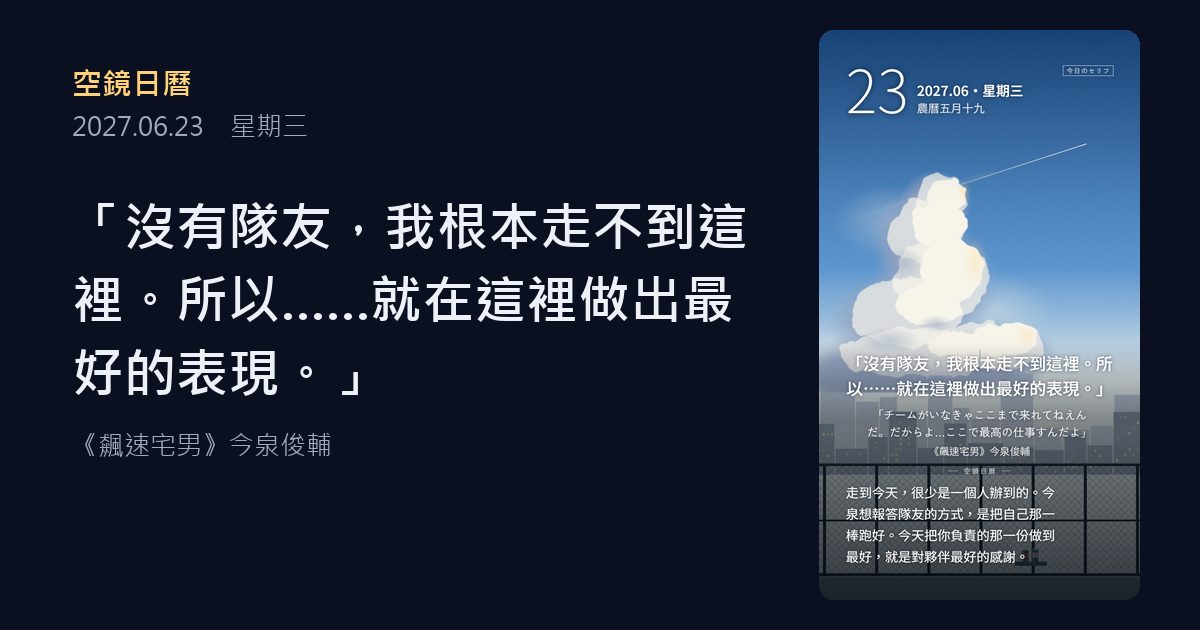 空鏡日曆
2027.06.23 星期三
「沒有隊友，我根本走不到這
裡。所以……就在這裡做出最
好的表現。」
《飆速宅男》今泉俊輔
23
2027.06・星期三
農曆五月十九
今日のセリフ
「沒有隊友，我根本走不到這裡。所
以……就在這裡做出最好的表現。」
「チームがいなきゃここまで来れてねえん
だ。だからよ…ここで最高の仕事すんだよ」
《飆速宅男》今泉俊輔
— 空鏡日曆 —
走到今天，很少是一個人辦到的。今
泉想報答隊友的方式，是把自己那一
棒跑好。今天把你負責的那一份做到
最好，就是對夥伴最好的感謝。